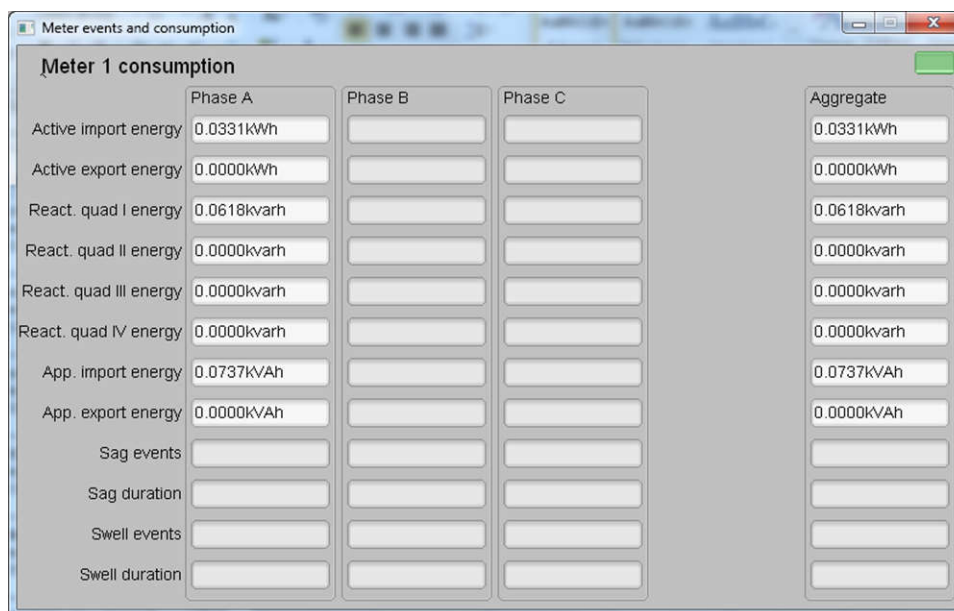 Meter events and consumption
Meter 1 consumption
Phase A Phase B Phase C Aggregate
Active import energy 0.0331kWh 0.0331kWh
Active export energy 0.0000kWh 0.0000kWh
React. quad I energy 0.0618kvarh 0.0618kvarh
React. quad II energy 0.0000kvarh 0.0000kvarh
React. quad III energy 0.0000kvarh 0.0000kvarh
React. quad IV energy 0.0000kvarh 0.0000kvarh
App. import energy 0.0737kVAh 0.0737kVAh
App. export energy 0.0000kVAh 0.0000kVAh
Sag events
Sag duration
Swell events
Swell duration